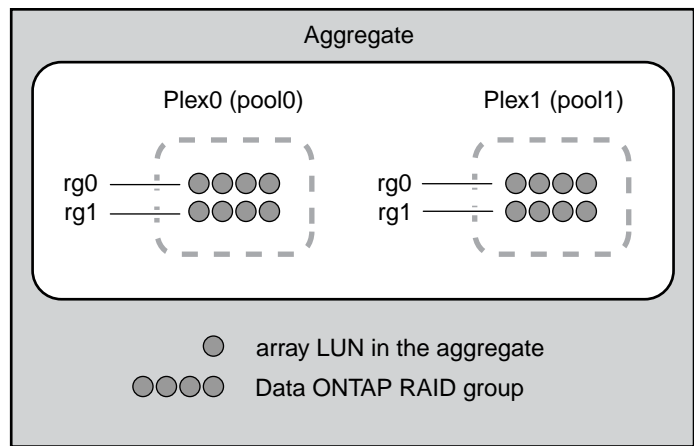 Aggregate
Plex0 (pool0)
Plex1 (pool1)
rg0
rg0
rg1
rg1
array LUN in the aggregate
Data ONTAP RAID group